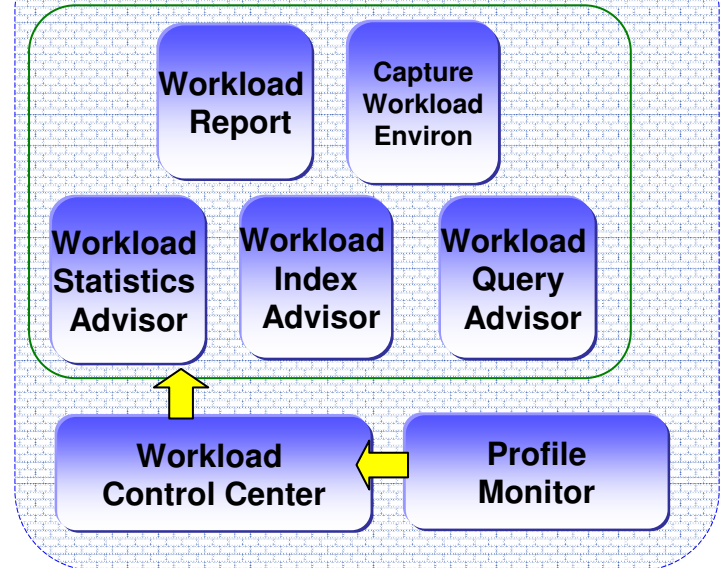 Workload
Report
Capture
Workload
Environ
Workload
Statistics
Advisor
Workload
Index
Advisor
Workload
Query
Advisor
Workload
Control Center
Profile
Monitor